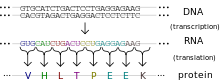 GTGCATCTGACTCCTGAGGAGAAG DNA
CACGTAGACTGAGGACTCCTCTTC
(transcription)
GUGCAUCUGACUCCUGAGGAGAAG RNA
(translation)
V H L T P E E K protein